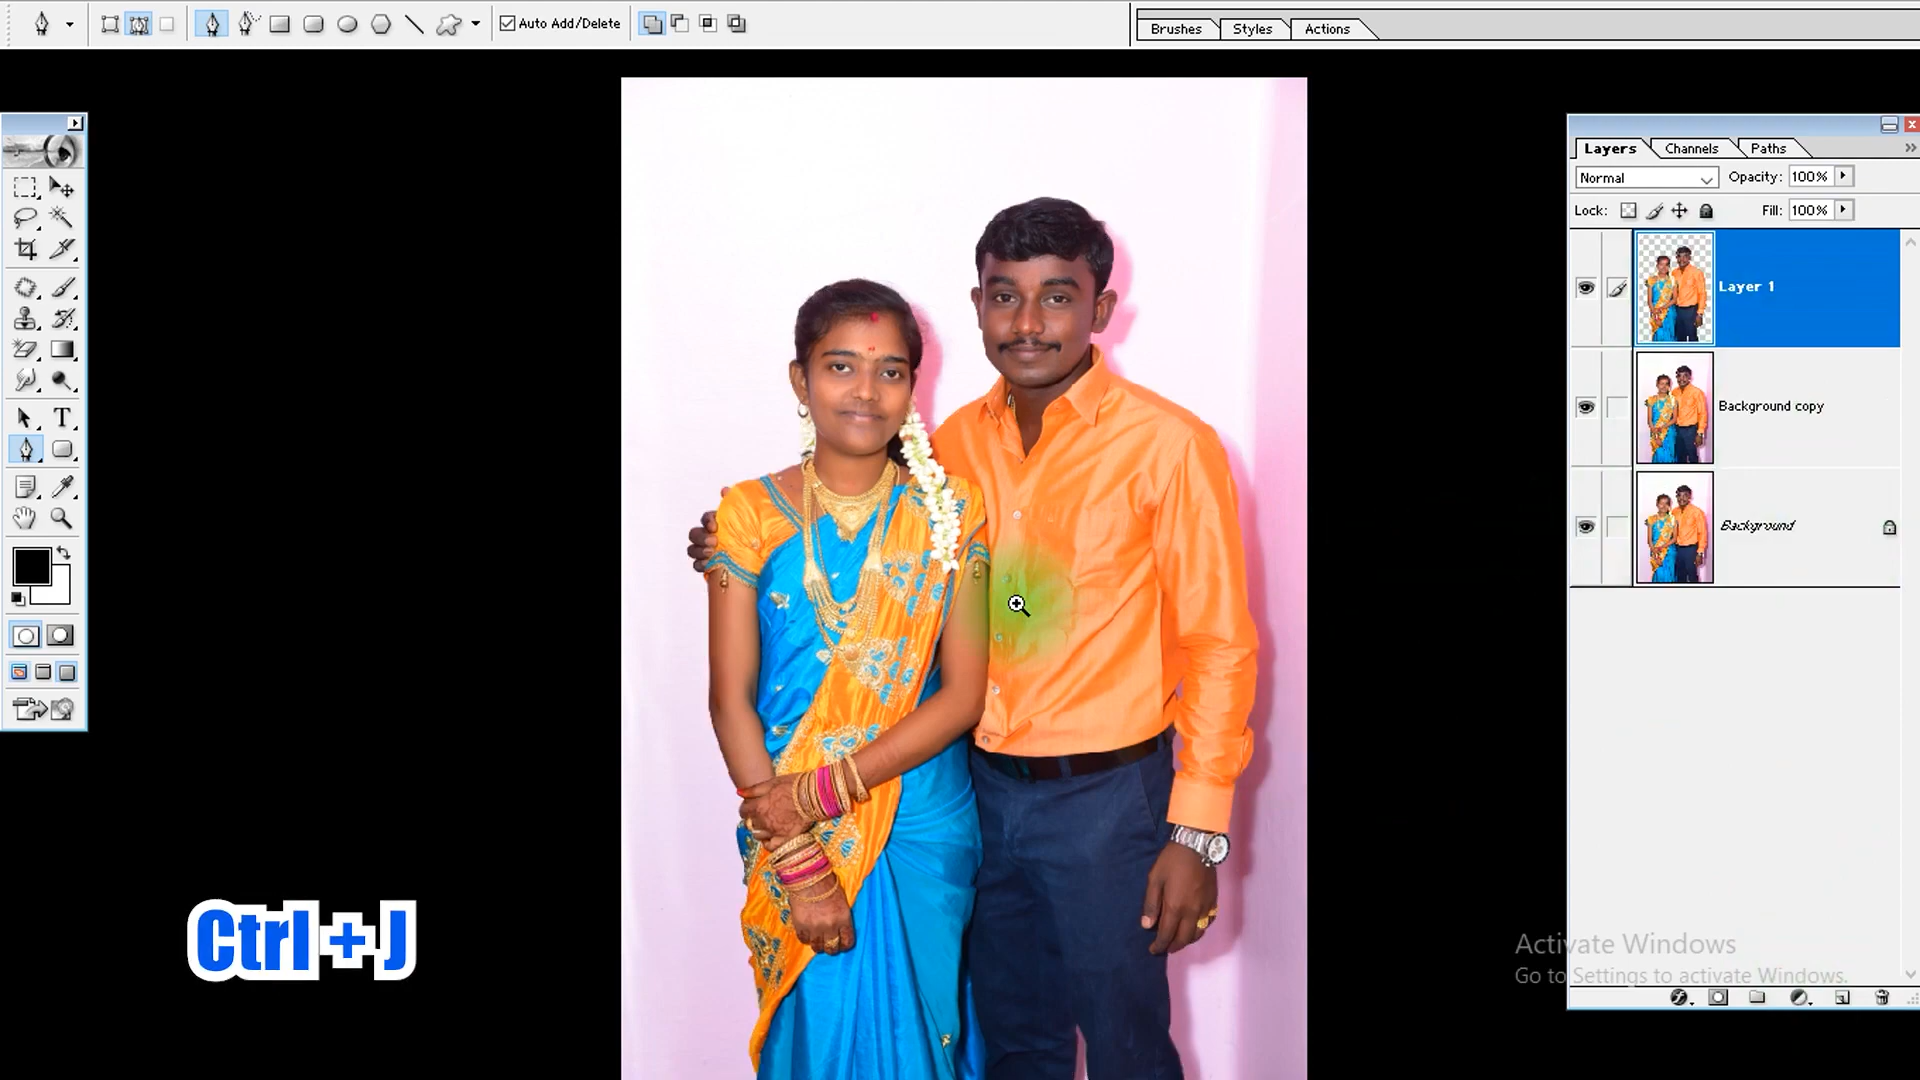 Auto Add/Delete
Brushes
Styles
Actions
Layers
Channels
Paths
Normal
Opacity: 100%
Lock:
Fill: 100%
Layer 1
Background copy
Background
T
Ctrl+J
Activate Windows
Go to Settings to activate Windows.